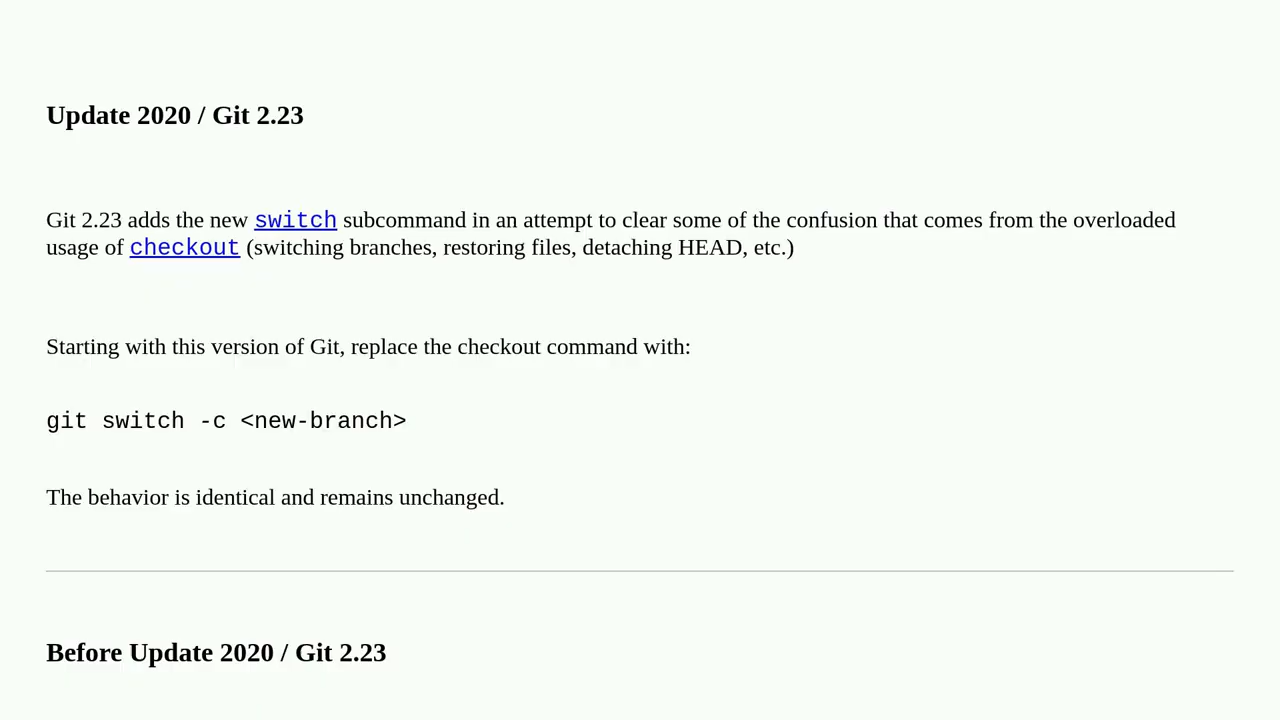 Update 2020 / Git 2.23
Git 2.23 adds the new switch subcommand in an attempt to clear some of the confusion that comes from the overloaded
usage of checkout (switching branches, restoring files, detaching HEAD, etc.)
Starting with this version of Git, replace the checkout command with:
git switch -c <new-branch>
The behavior is identical and remains unchanged.
Before Update 2020 / Git 2.23